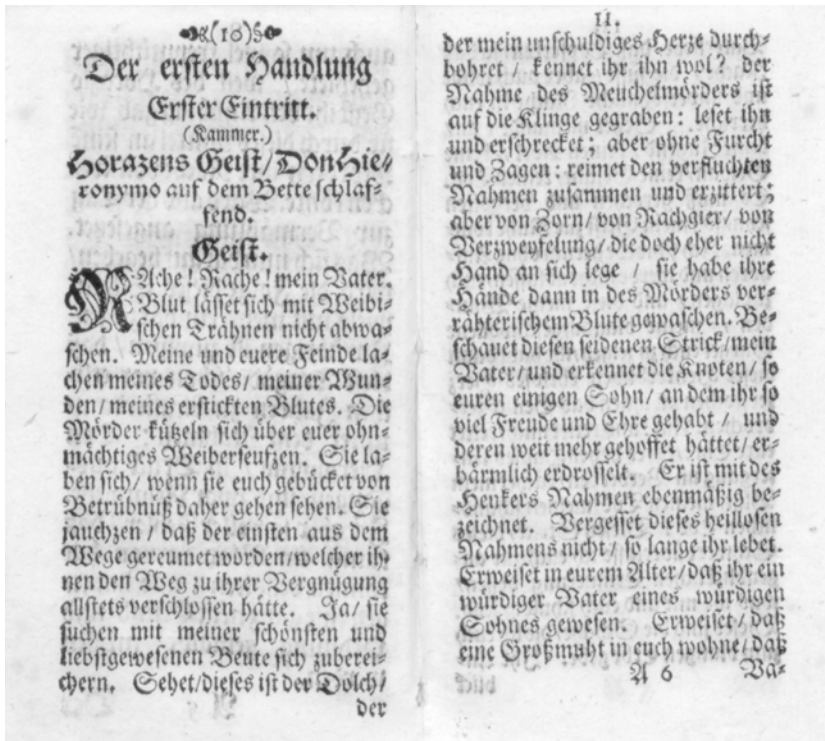 (10)
Der ersten Handlung
Erster Eintritt.
(Kammer.)
Horazens Geist/ Don Hie-
ronymo auf dem Bette schlaf-
fend.
Geist.
RAche! Rache! mein Vater.
Blut lässet sich mit Weibi-
schen Trähnen nicht abwa-
schen. Meine und euere Feinde la-
chen meines Todes/ meiner Wun-
den/ meines erstickten Blutes. Die
Mörder kützeln sich über euer ohn-
mächtiges Weiberseufzen. Sie la-
ben sich/ wenn sie euch gebücket von
Betrübnüß daher gehen sehen. Sie
jauchzen / daß der einsten aus dem
Wege gereumet worden/welcher ih-
nen den Weg zu ihrer Vergnügung
allstets verschlossen hätte. Ja/ sie
suchen mit meiner schönsten und
liebstgewesenen Beute sich zuberei-
chern. Sehet/dieses ist der Dolch/
der
11.
der mein unschuldiges Herze durch-
bohret / kennet ihr ihn wol? der
Nahme des Meuchelmörders ist
auf die Klinge gegraben: leset ihn
und erschrecket; aber ohne Furcht
und Zagen: reimet den verfluchten
Nahmen zusammen und erzittert;
aber von Zorn/ von Rachgier/ von
Verzweyfelung/ die doch eher nicht
Hand an sich lege / sie habe ihre
Hände dann in des Mörders ver-
rähterischem Blute gewaschen. Be-
schauet diesen seidenen Strick/mein
Vater/ und erkennet die Knoten/ so
euren einigen Sohn/ an dem ihr so
viel Freude und Ehre gehabt / und
deren weit mehr gehoffet hättet/ er-
bärmlich erdrosselt. Er ist mit des
Henkers Nahmen ebenmäßig be-
zeichnet. Vergesset dieses heillosen
Nahmens nicht / so lange ihr lebet.
Erweiset in eurem Alter/ daß ihr ein
würdiger Vater eines würdigen
Sohnes gewesen. Erweiset/ daß
eine Großmuht in euch wohne/ daß
A 6 Va-